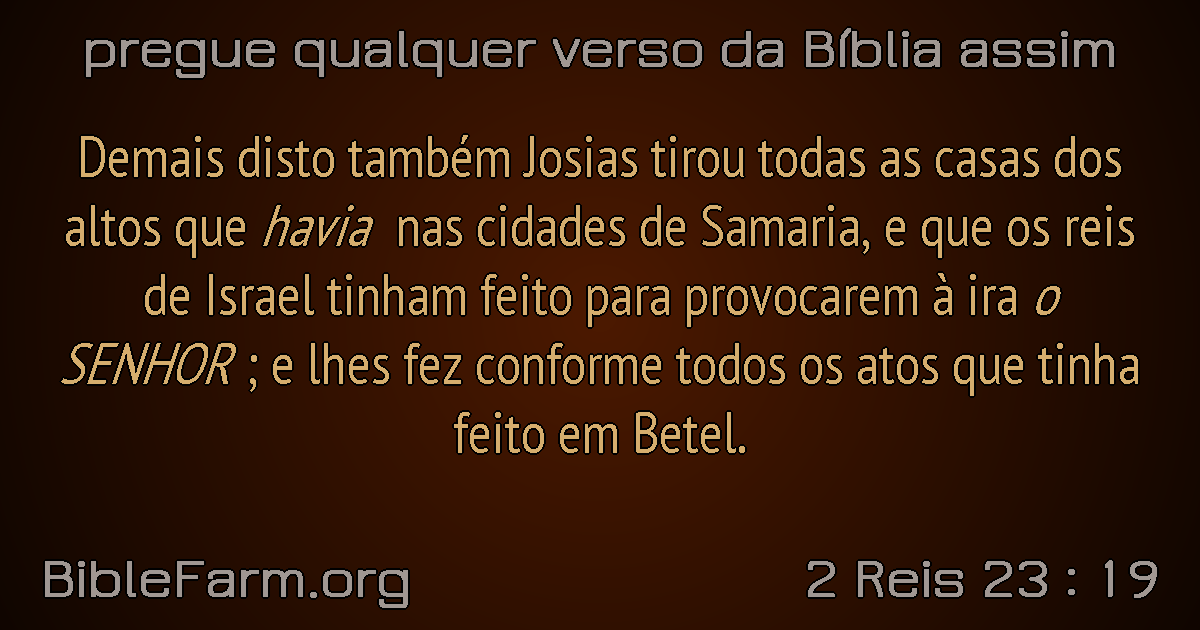 pregue qualquer verso da Bíblia assim
Demais disto também Josias tirou todas as casas dos
altos que havia nas cidades de Samaria, e que os reis
de Israel tinham feito para provocarem à ira o
SENHOR ; e lhes fez conforme todos os atos que tinha
feito em Betel.
BibleFarm.org
2 Reis 23 : 19